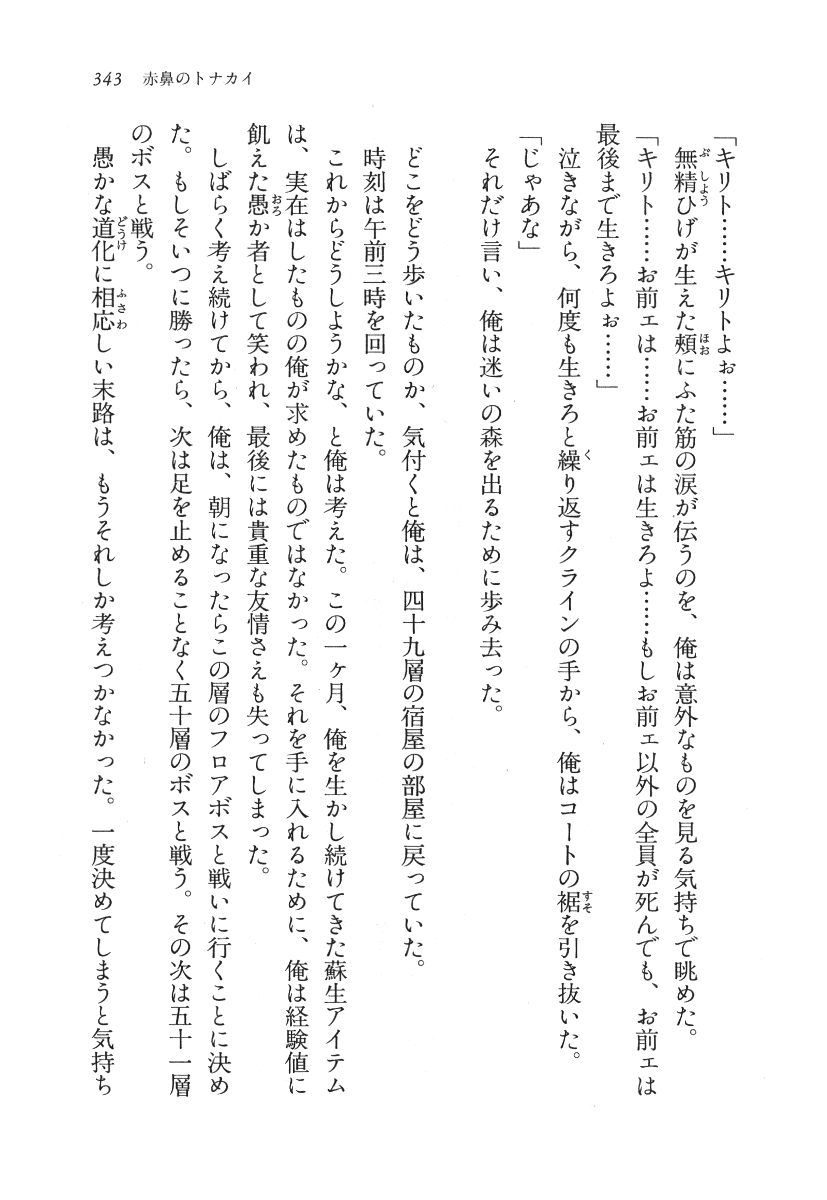 343　赤鼻のトナカイ
「キリト……キリトよぉ……」
無精ひげが生えた頬にふた筋の涙が伝うのを、俺は意外なものを見る気持ちで眺めた。
「キリト……お前ェは……お前ェは生きろよ……もしお前ェ以外の全員が死んでも、お前ェは
最後まで生きろよぉ……」
泣きながら、何度も生きろと繰り返すクラインの手から、俺はコートの裾を引き抜いた。
「じゃあな」
それだけ言い、俺は迷いの森を出るために歩み去った。
どこをどう歩いたものか、気付くと俺は、四十九層の宿屋の部屋に戻っていた。
時刻は午前三時を回っていた。
これからどうしようかな、と俺は考えた。この一ヶ月、俺を生かし続けてきた蘇生アイテム
は、実在はしたものの俺が求めたものではなかった。それを手に入れるために、俺は経験値に
飢えた愚か者として笑われ、最後には貴重な友情さえも失ってしまった。
しばらく考え続けてから、俺は、朝になったらこの層のフロアボスと戦いに行くことに決め
た。もしそいつに勝ったら、次は足を止めることなく五十層のボスと戦う。その次は五十一層
のボスと戦う。
愚かな道化に相応しい末路は、もうそれしか考えつかなかった。一度決めてしまうと気持ち